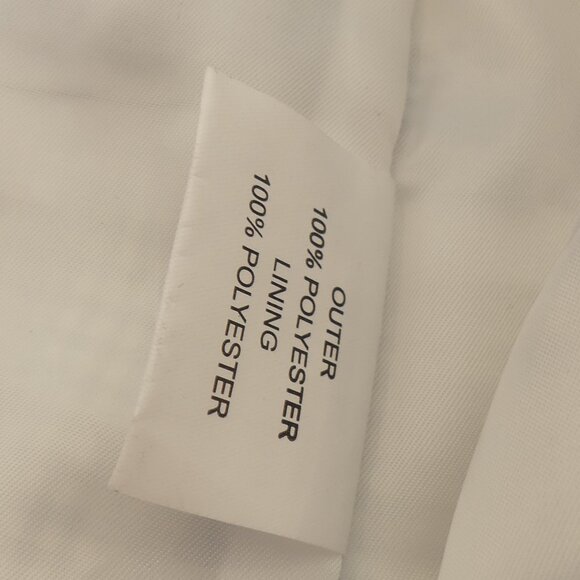 OUTER
100% POLYESTER
LINING
100% POLYESTER